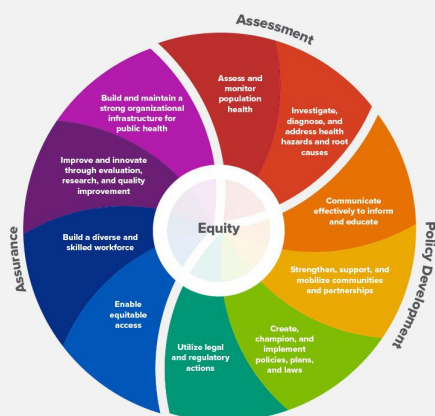 Assessment
Assess and
monitor
population
health
Investigate,
diagnose, and
address health
hazards and root
causes
Policy Development
Communicate
effectively to inform
and educate
Strengthen, support, and
mobilize communities
and partnerships
Create,
champion, and
implement
policies, plans,
and laws
Utilize legal
and regulatory
actions
Assurance
Enable
equitable
access
Build a diverse and
skilled workforce
Improve and innovate
through evaluation,
research, and quality
improvement
Build and maintain a
strong organizational
infrastructure for
public health
Equity